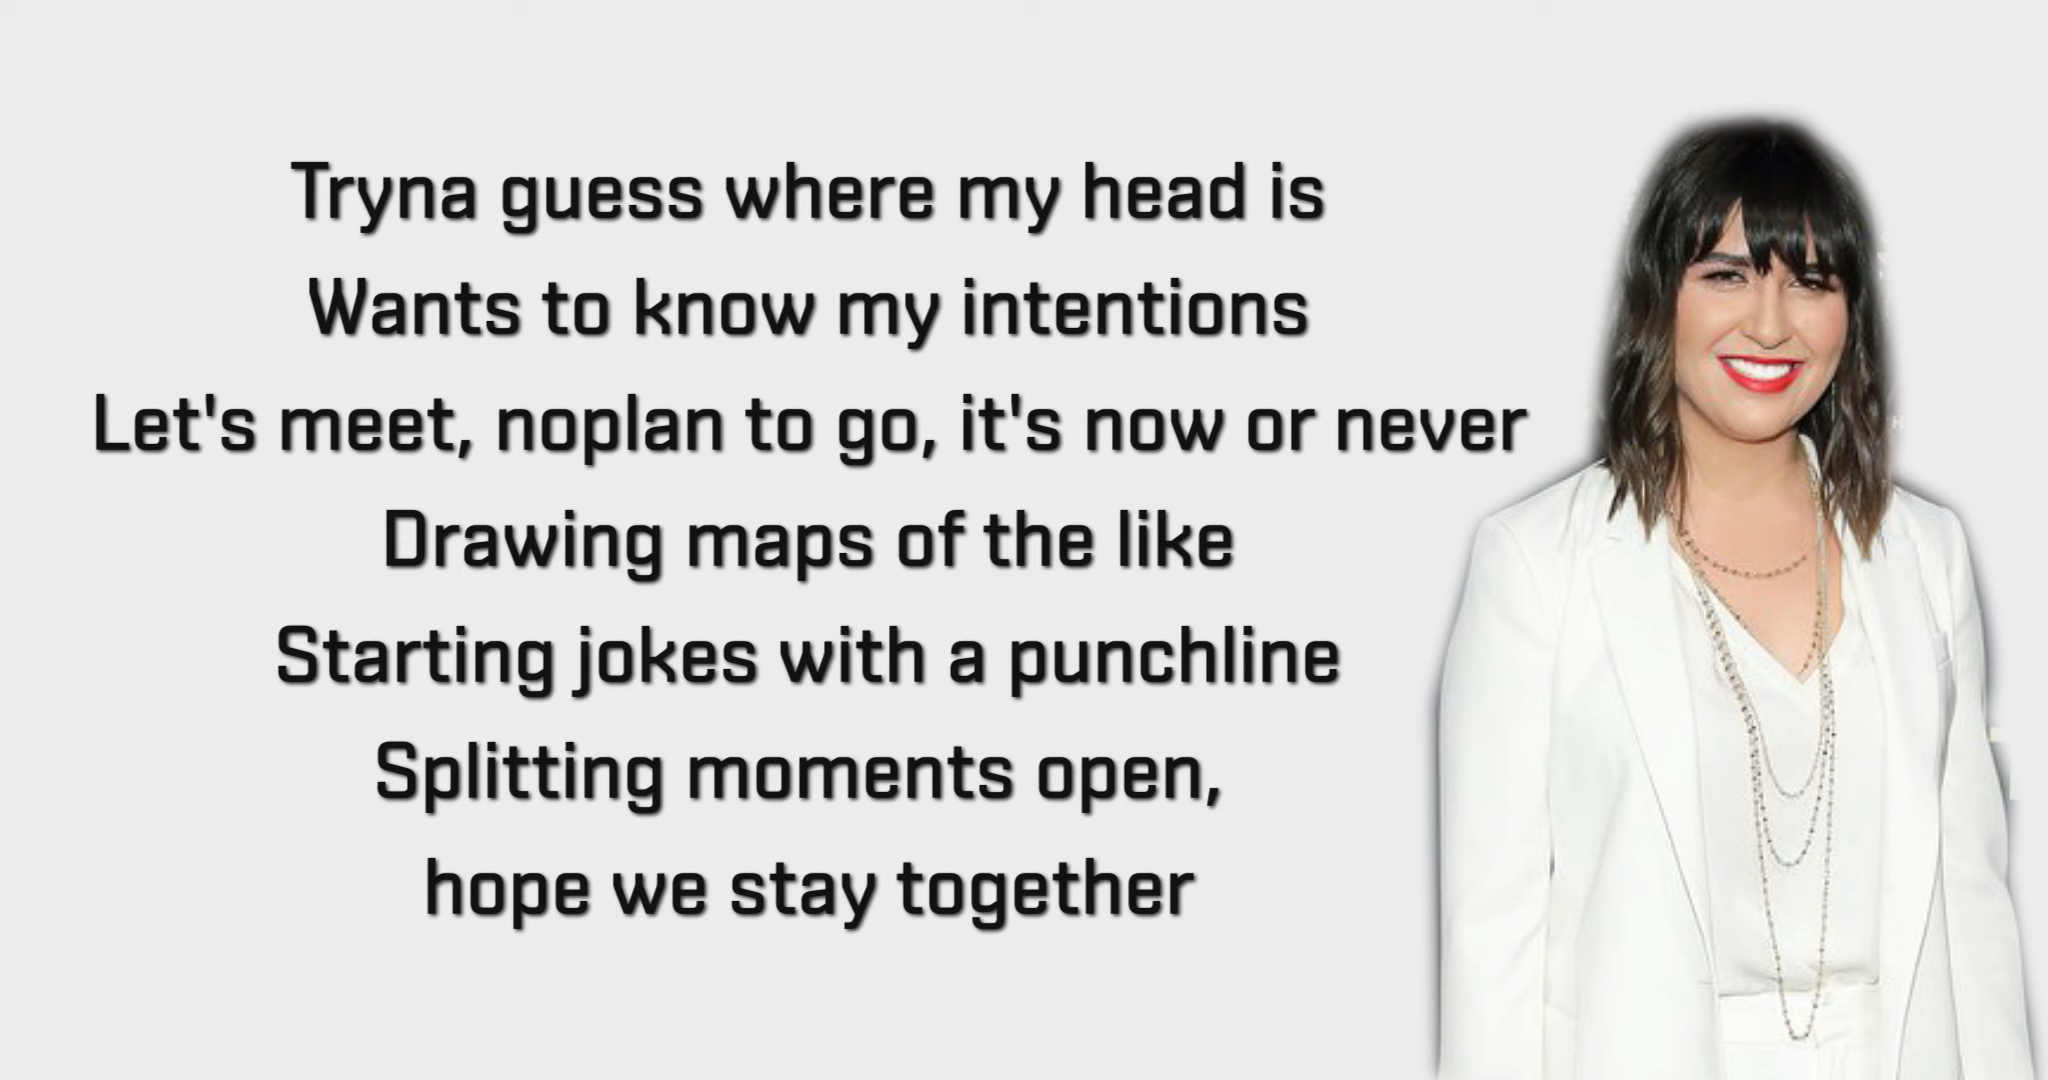 Tryna guess where my head is
Wants to know my intentions
Let's meet, noplan to go, it's now or never
Drawing maps of the like
Starting jokes with a punchline
Splitting moments open,
hope we stay together